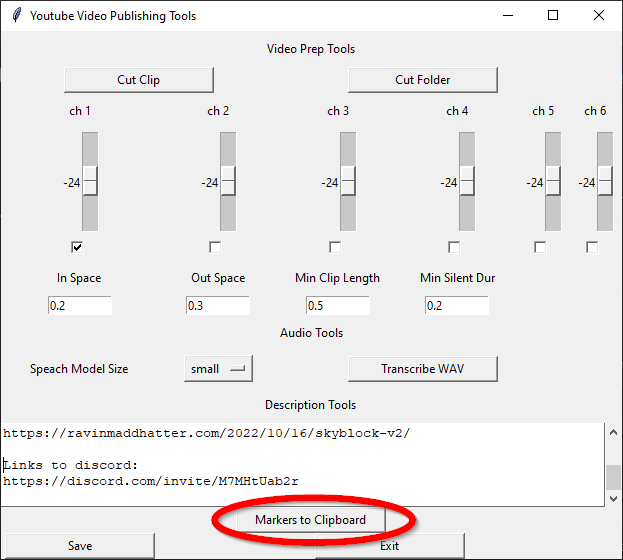 Youtube Video Publishing Tools
Video Prep Tools
Cut Clip Cut Folder
ch 1 ch 2 ch 3 ch 4 ch 5 ch 6
-24 -24 -24 -24 -24 -24
In Space Out Space Min Clip Length Min Silent Dur
0.2 0.3 0.5 0.2
Audio Tools
Speach Model Size small Transcribe WAV
Description Tools
https://ravinmaddhatter.com/2022/10/16/skyblock-v2/
Links to discord:
https://discord.com/invite/M7MHtUab2r
Markers to Clipboard
Save Exit